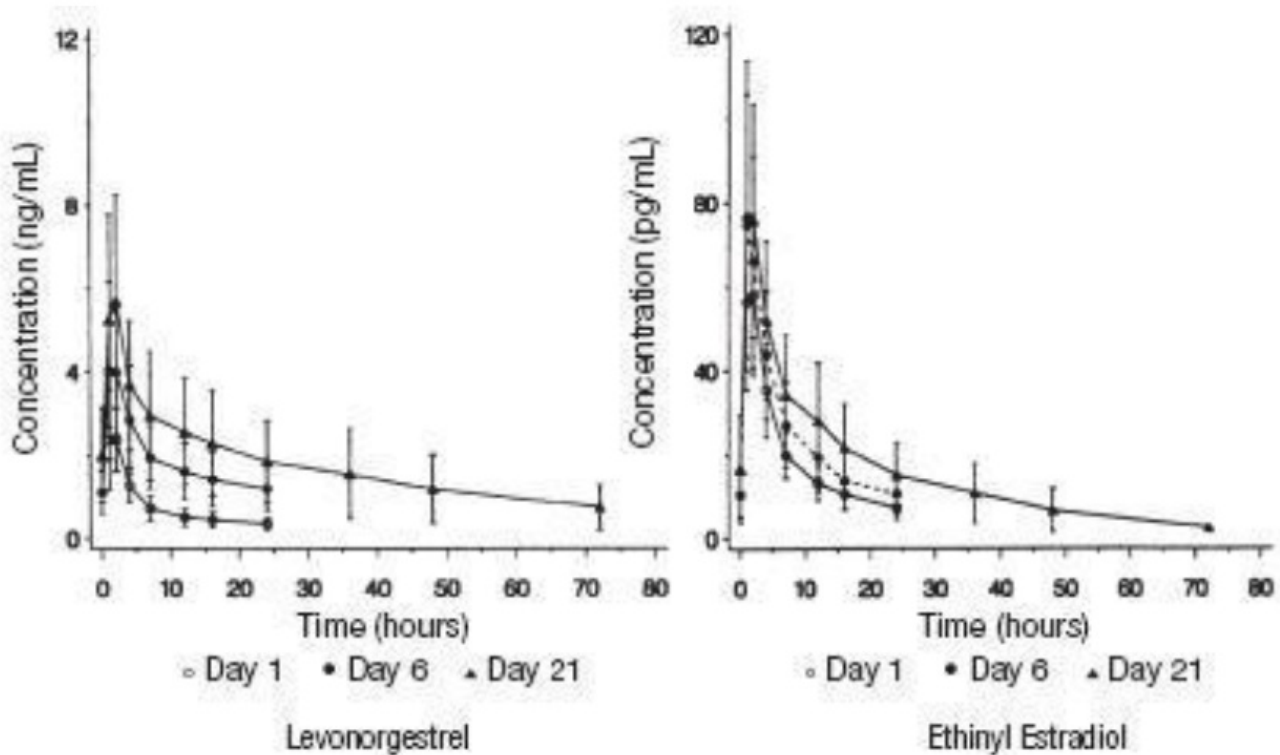 12
8
4
0
Concentration (ng/mL)
0 10 20 30 40 50 60 70 80
Time (hours)
○ Day 1 ● Day 6 ▲ Day 21
Levonorgestrel
120
80
40
0
Concentration (pg/mL)
0 10 20 30 40 50 60 70 80
Time (hours)
○ Day 1 ● Day 6 ▲ Day 21
Ethinyl Estradiol